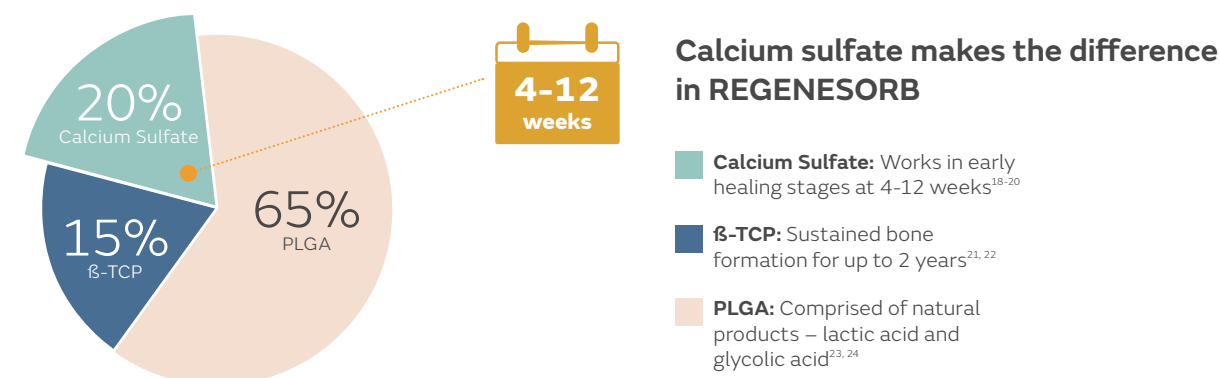 20%
Calcium Sulfate
15%
ß-TCP
65%
PLGA
4-12
weeks
Calcium sulfate makes the difference
in REGENESORB
Calcium Sulfate: Works in early
healing stages at 4-12 weeks18-20
ß-TCP: Sustained bone
formation for up to 2 years21, 22
PLGA: Comprised of natural
products – lactic acid and
glycolic acid23, 24